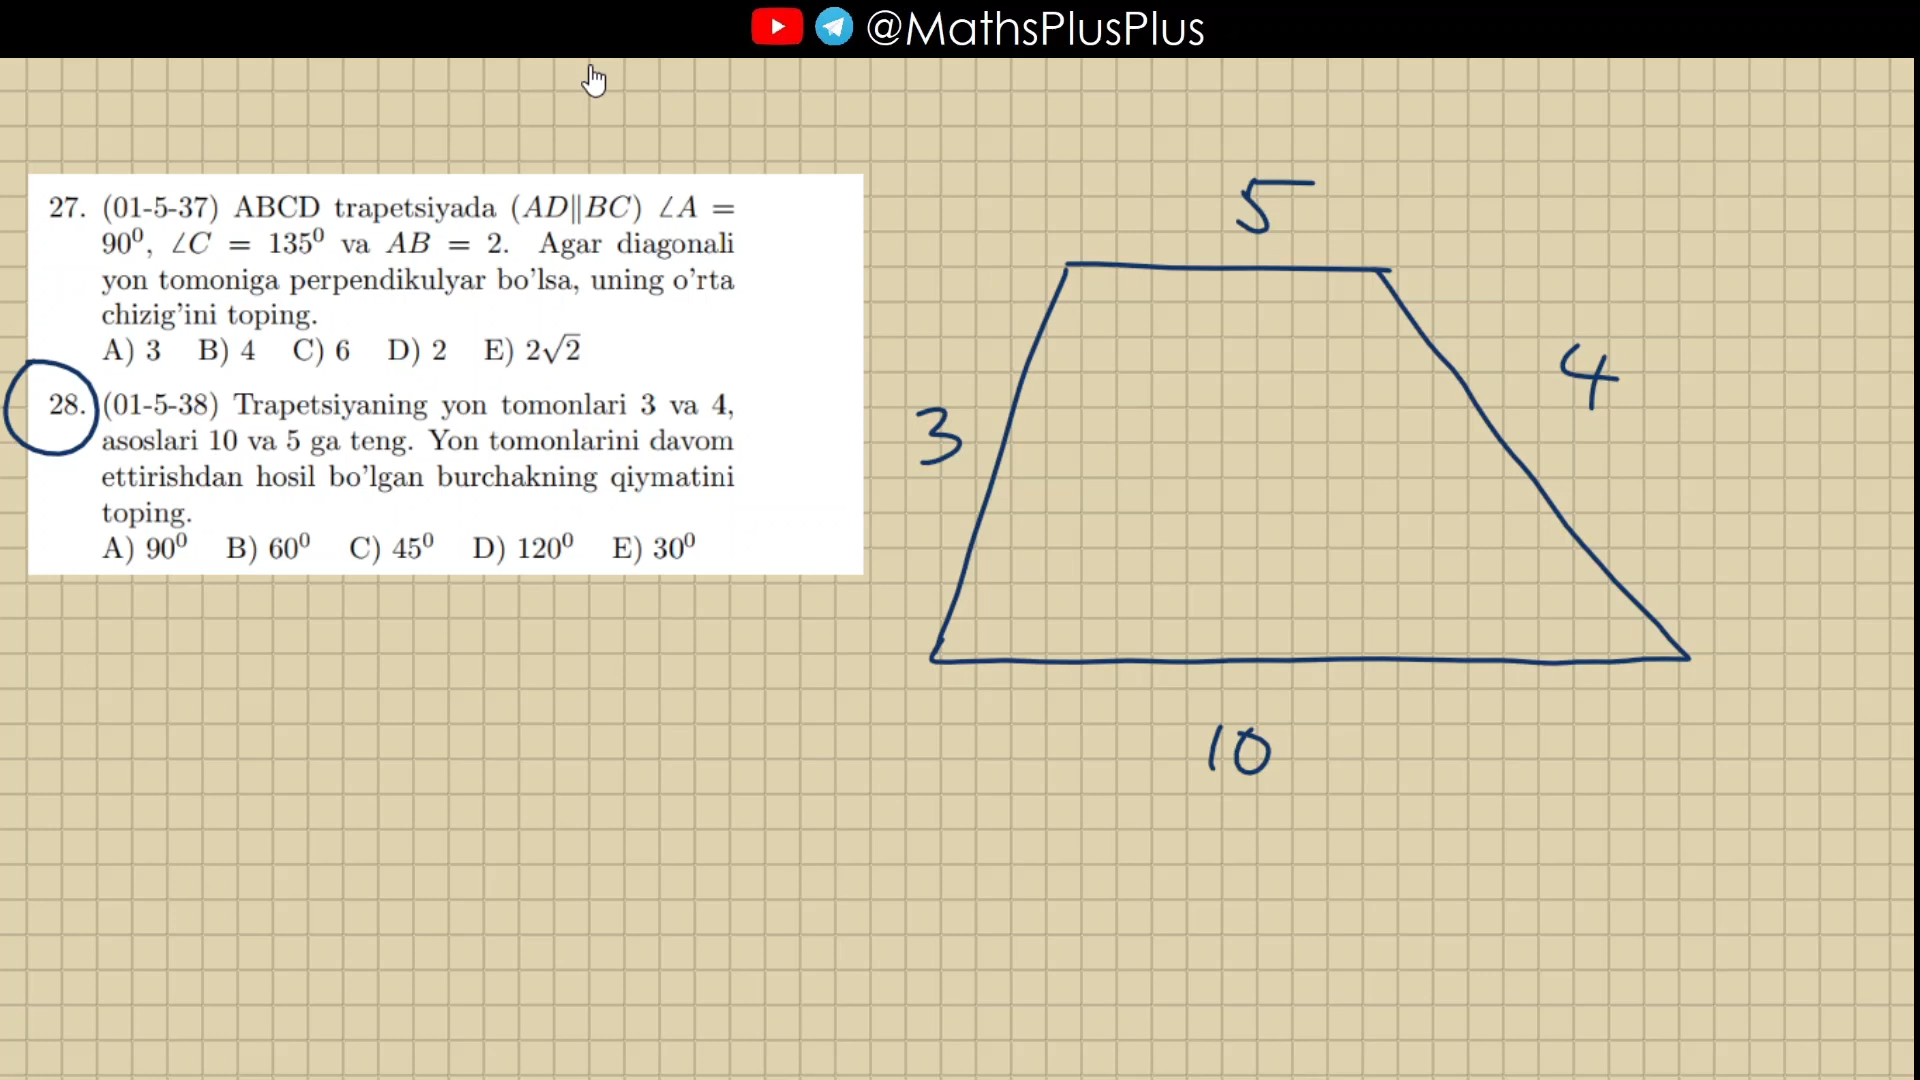 @MathsPlusPlus
27. (01-5-37) ABCD trapetsiyada (AD∥BC) ∠A =
90⁰, ∠C = 135⁰ va AB = 2. Agar diagonali
yon tomoniga perpendikulyar bo'lsa, uning o'rta
chizig'ini toping.
A) 3 B) 4 C) 6 D) 2 E) 2√2
28. (01-5-38) Trapetsiyaning yon tomonlari 3 va 4,
asoslari 10 va 5 ga teng. Yon tomonlarini davom
ettirishdan hosil bo'lgan burchakning qiymatini
toping.
A) 90⁰ B) 60⁰ C) 45⁰ D) 120⁰ E) 30⁰
5
4
3
10